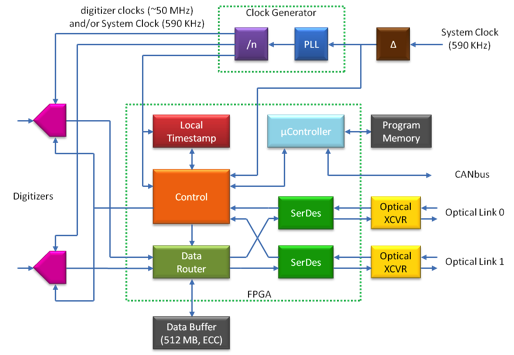 digitizer clocks (~50 MHz)
and/or System Clock (590 KHz)
Clock Generator
System Clock
(590 KHz)
/n
PLL
Δ
Local
Timestamp
µController
Program
Memory
CANbus
Digitizers
Control
SerDes
Optical
XCVR
Optical Link 0
Data
Router
SerDes
Optical
XCVR
Optical Link 1
FPGA
Data Buffer
(512 MB, ECC)